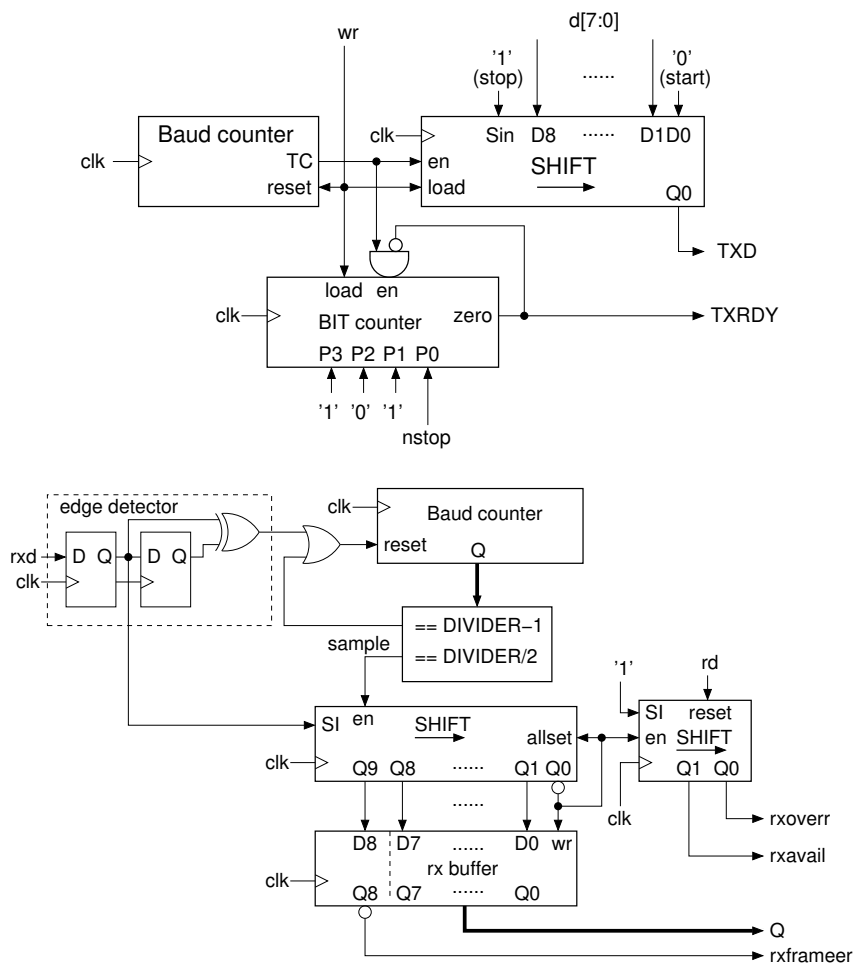 d[7:0]
wr
'1' ...... '0'
(stop) (start)
Baud counter
clk
TC
reset
clk
Sin D8 ...... D1 D0
en
SHIFT
load
Q0
TXD
load en
clk
BIT counter
zero
TXRDY
P3 P2 P1 P0
'1' '0' '1'
nstop
edge detector
rxd
D Q
D Q
clk
clk
Baud counter
reset
Q
== DIVIDER−1
sample
== DIVIDER/2
'1' rd
SI
en
SHIFT
allset
clk
Q9 Q8 ...... Q1 Q0
SI reset
en SHIFT
Q1 Q0
clk
......
rxoverr
rxavail
D8 D7 ...... D0 wr
rx buffer
clk
Q8 Q7 ...... Q0
Q
rxframeer